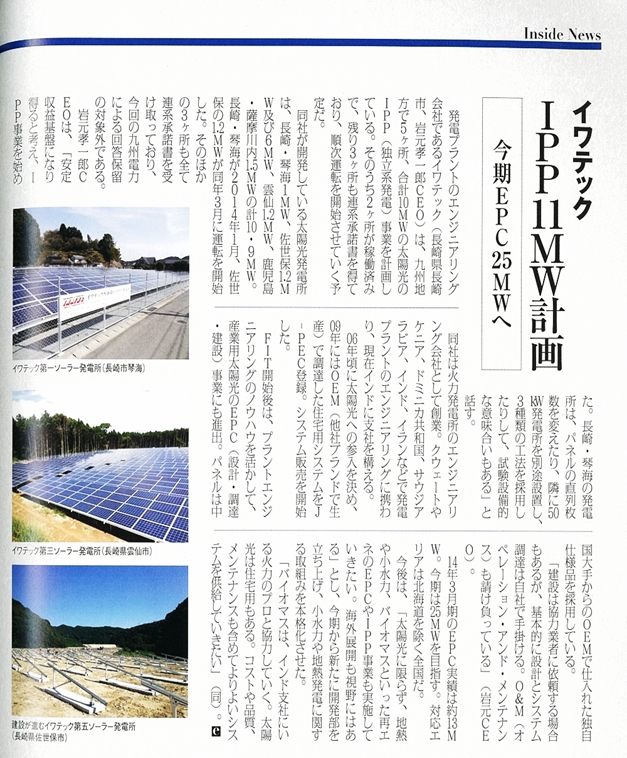 Inside News
イワテック
IPP11MW計画
今期EPC25MWへ
発電プラントのエンジニアリング
会社であるイワテック（長崎県長崎
市、岩元孝一郎CEO）は、九州地
方で5ヶ所、合計10MWの太陽光の
IPP（独立系発電）事業を計画し
ている。そのうち2ヶ所が稼働済み
で、残り3ヶ所も連系承諾書を得て
おり、順次運転を開始させていく予
定だ。
同社が開発している太陽光発電所
は、長崎・琴海1MW、佐世保1.2M
W及び6MW、雲仙1.2MW、鹿児島
・薩摩川内1.5MWの計10・9MW。
長崎・琴海が2014年1月、佐世
保の1.2MWが同年3月に運転を開始
した。そのほか
の3ヶ所も全て
連系承諾書を受
け取っており、
今回の九州電力
による回答保留
の対象外である。
岩元孝一郎C
EOは、「安定
収益基盤になり
得ると考え、I
PP事業を始め
た。長崎・琴海の発電
所は、パネルの直列枚
数を変えたり、隣に50
kW発電所を別途設置し、
3種類の工法を採用し
たりして、試験設備的
な意味合いもある」と
話す。
同社は火力発電所のエンジニアリ
ング会社として創業。クウェートや
ケニア、ドミニカ共和国、サウジア
ラビア、インド、イランなどで発電
プラントのエンジニアリングに携わ
り、現在インドに支社を構える。
06年頃に太陽光への参入を決め、
09年にはOEM（他社ブランドで生
産）で調達した住宅用システムをJ
－PEC登録。システム販売を開始
した。
FIT開始後は、プラントエンジ
ニアリングのノウハウを活かして、
産業用太陽光のEPC（設計・調達
・建設）事業にも進出。パネルは中
国大手からのOEMで仕入れた独自
仕様品を採用している。
「建設は協力業者に依頼する場合
もあるが、基本的に設計とシステム
調達は自社で手掛ける。O&M（オ
ペレーション・アンド・メンテナン
ス）も請け負っている」（岩元CE
O）。
14年3月期のEPC実績は約13M
W。今期は25MWを目指す。対応エ
リアは北海道を除く全国だ。
今後は、「太陽光に限らず、地熱
や小水力、バイオマスといった再エ
ネのEPCやIPP事業も実施して
いきたい。海外展開も視野にはあ
る」とし、今期から新たに開発部を
立ち上げ、小水力や地熱発電に関す
る取組みを本格化させた。
「バイオマスは、インド支社にい
る火力のプロと協力していく。太陽
光は住宅用もある。コストや品質、
メンテナンスも含めてよりよいシス
テムを供給していきたい」（同）。e
イワテック第一ソーラー発電所（長崎市琴海）
イワテック第三ソーラー発電所（長崎県雲仙市）
建設が進むイワテック第五ソーラー発電所
（長崎県佐世保市）